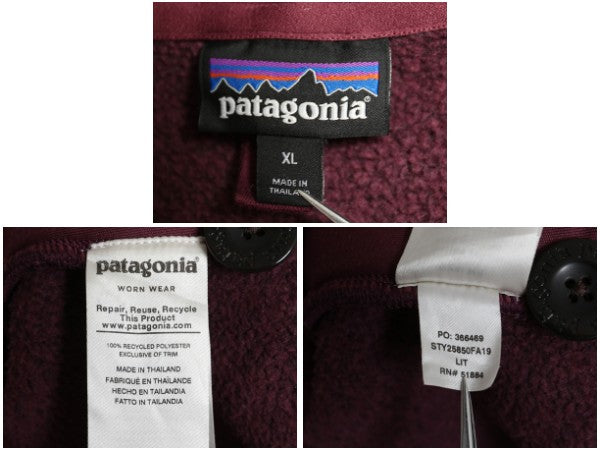 patagonia®
XL
MADE IN
THAILAND
patagonia®
WORN WEAR
Repair, Reuse, Recycle
This Product
www.patagonia.com
100% RECYCLED POLYESTER
EXCLUSIVE OF TRIM
MADE IN THAILAND
FABRIQUÉ EN THAÏLANDE
HECHO EN TAILANDIA
FATTO IN TAILANDIA
PO: 366469
STY25850FA19
LIT
RN# 51884